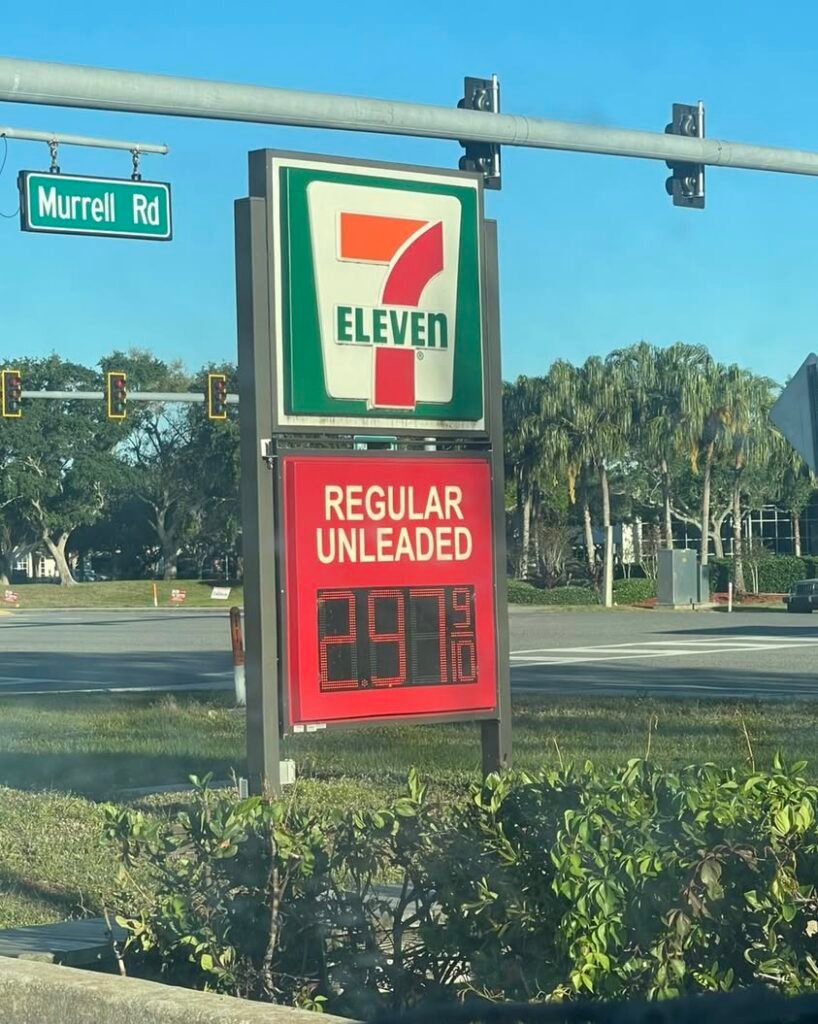 Murrell Rd
7
ELEVEn
®
REGULAR
UNLEADED
2.97 9/10